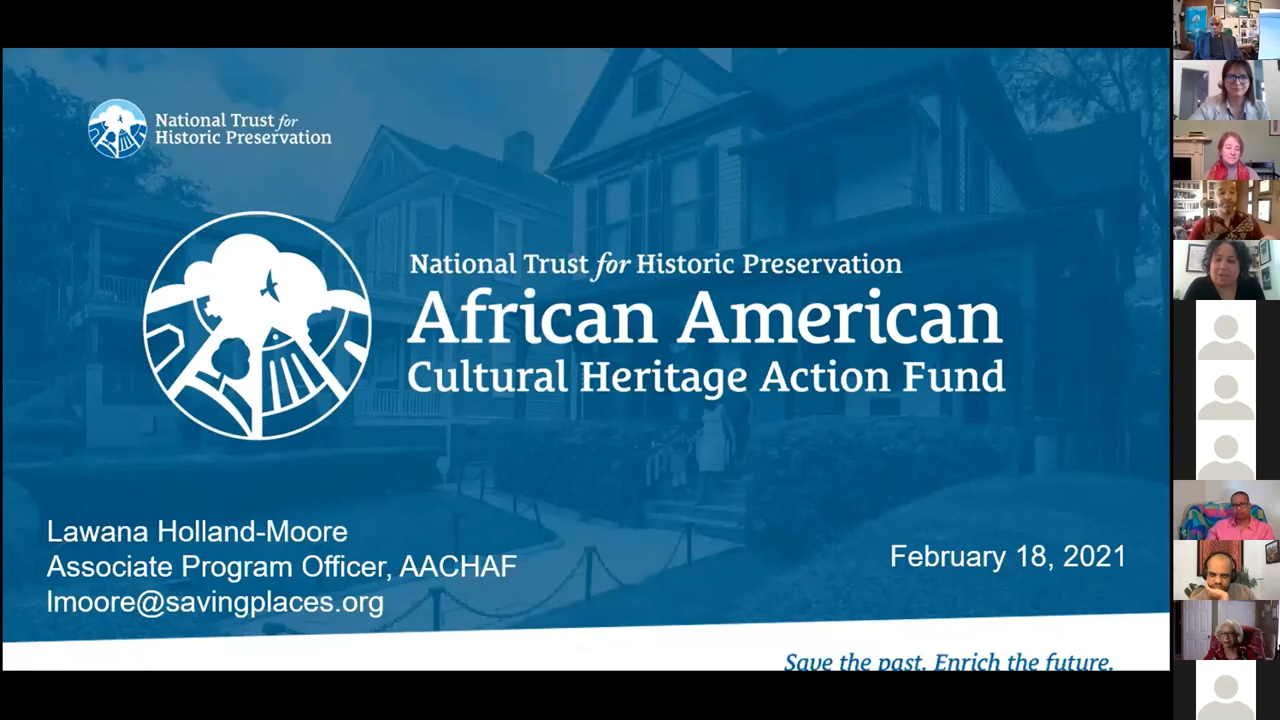 National Trust for
Historic Preservation
National Trust for Historic Preservation
African American
Cultural Heritage Action Fund
Lawana Holland-Moore
Associate Program Officer, AACHAF
lmoore@savingplaces.org
February 18, 2021
Save the past. Enrich the future.